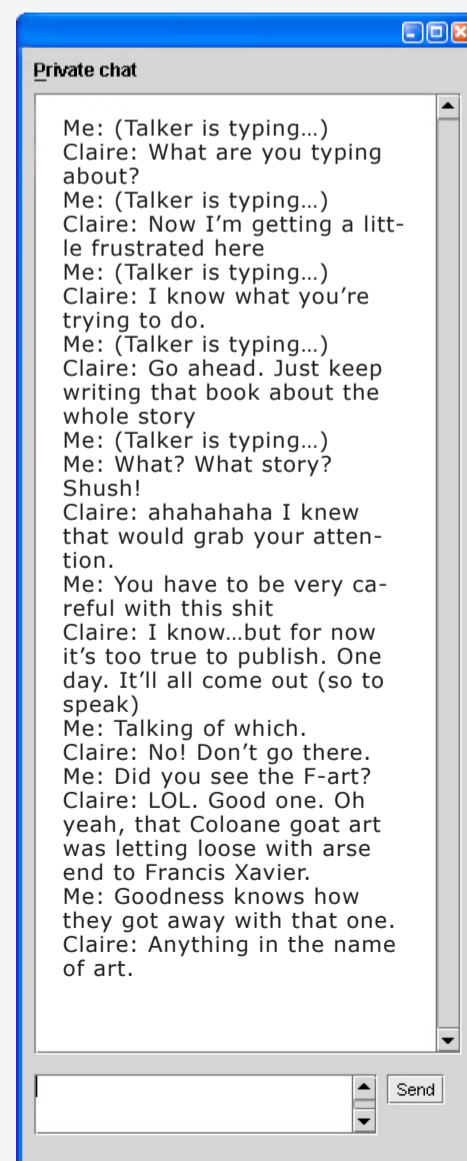 Private chat
Me: (Talker is typing…)
Claire: What are you typing
about?
Me: (Talker is typing…)
Claire: Now I’m getting a litt-
le frustrated here
Me: (Talker is typing…)
Claire: I know what you’re
trying to do.
Me: (Talker is typing…)
Claire: Go ahead. Just keep
writing that book about the
whole story
Me: (Talker is typing…)
Me: What? What story?
Shush!
Claire: ahahahaha I knew
that would grab your atten-
tion.
Me: You have to be very ca-
reful with this shit
Claire: I know…but for now
it’s too true to publish. One
day. It’ll all come out (so to
speak)
Me: Talking of which.
Claire: No! Don’t go there.
Me: Did you see the F-art?
Claire: LOL. Good one. Oh
yeah, that Coloane goat art
was letting loose with arse
end to Francis Xavier.
Me: Goodness knows how
they got away with that one.
Claire: Anything in the name
of art.
Send